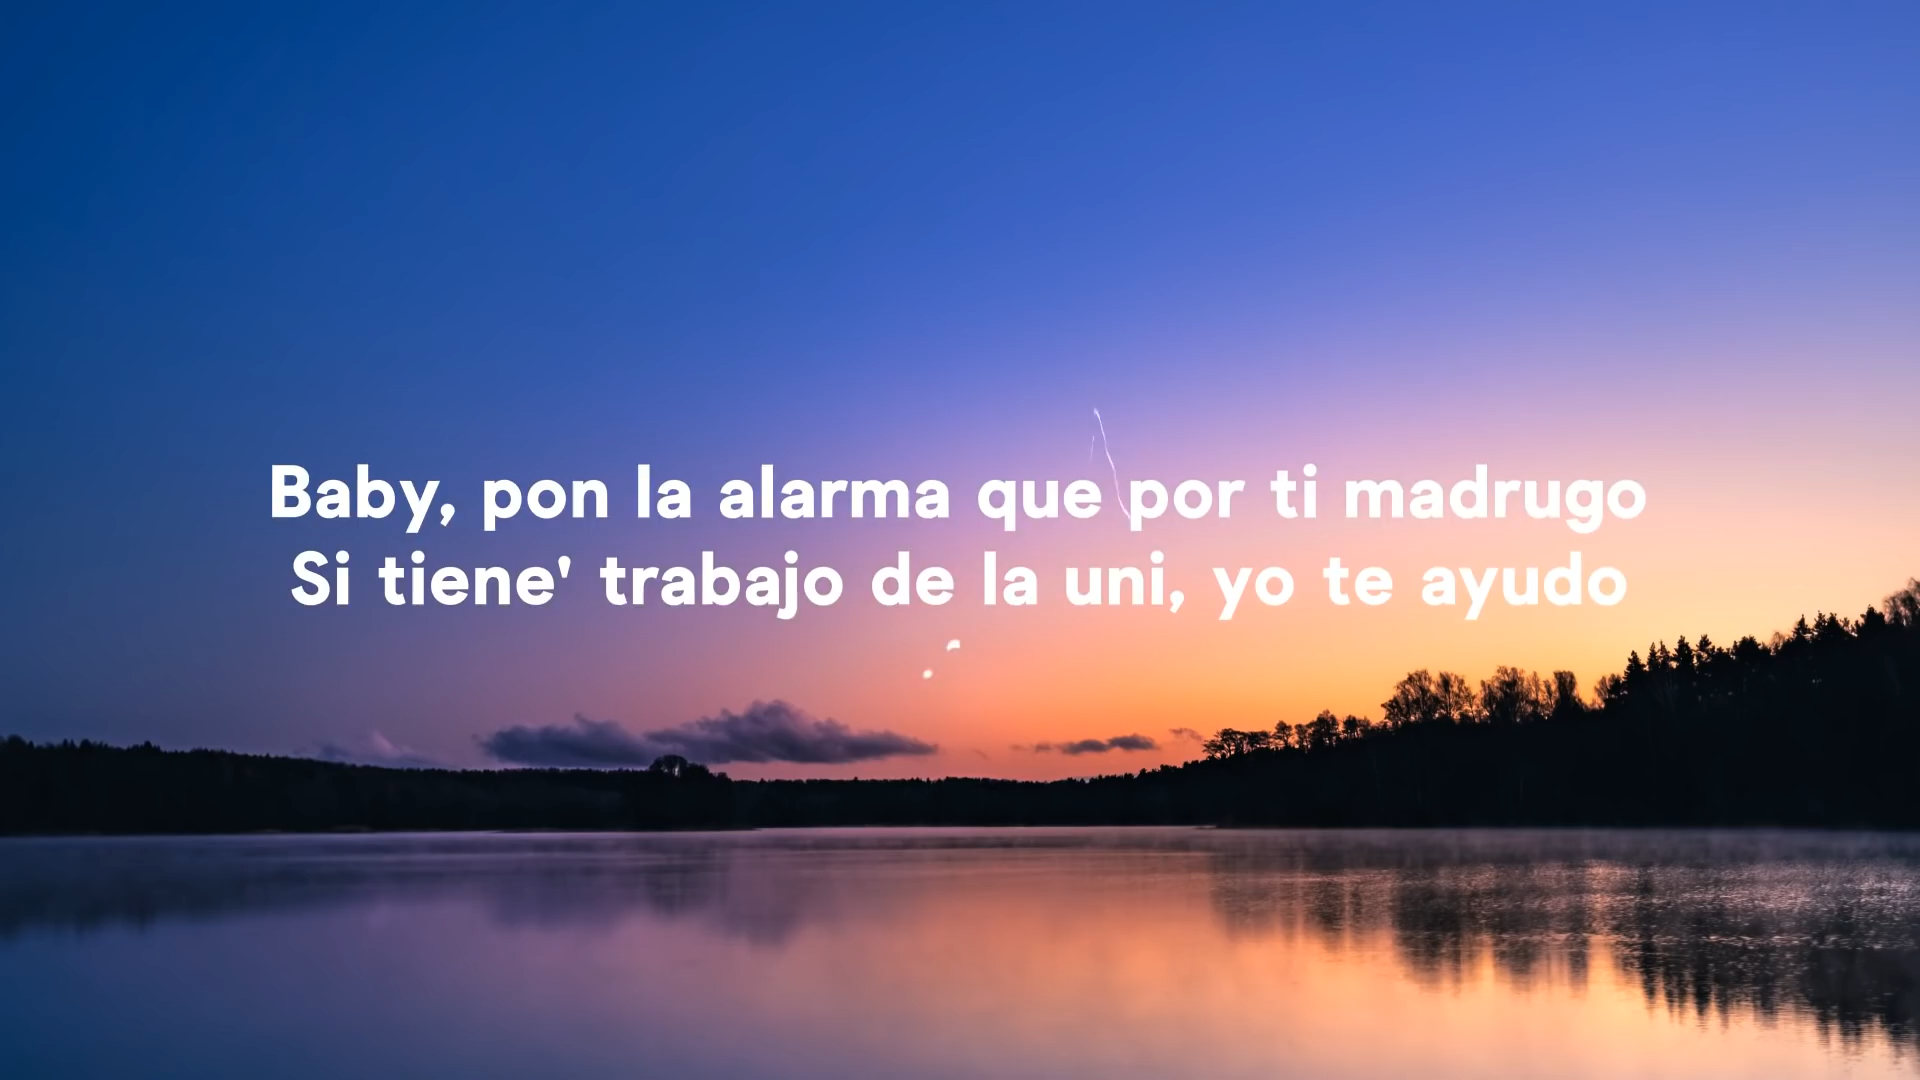 Baby, pon la alarma que por ti madrugo
Si tiene' trabajo de la uni, yo te ayudo